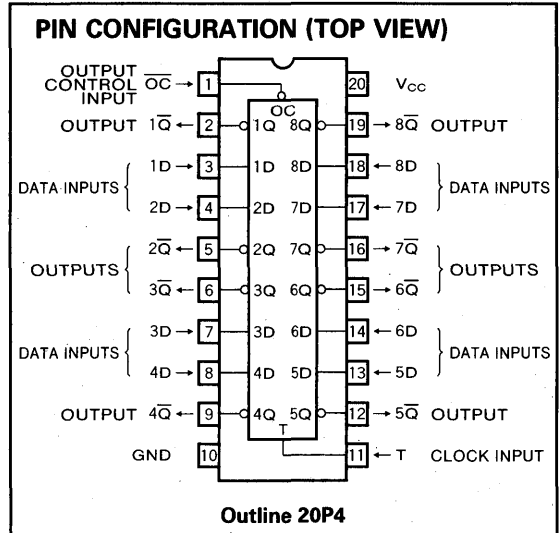 PIN CONFIGURATION (TOP VIEW)
OUTPUT
CONTROL
INPUT
O̅C̅ → 1
20 VCC
OC
OUTPUT 1Q̅ ← 2 1Q 8Q 19 → 8Q̅ OUTPUT
DATA INPUTS
1D → 3 1D 8D 18 ← 8D
2D → 4 2D 7D 17 ← 7D
DATA INPUTS
OUTPUTS
2Q̅ ← 5 2Q 7Q 16 → 7Q̅
3Q̅ ← 6 3Q 6Q 15 → 6Q̅
OUTPUTS
DATA INPUTS
3D → 7 3D 6D 14 ← 6D
4D → 8 4D 5D 13 ← 5D
DATA INPUTS
OUTPUT 4Q̅ ← 9 4Q 5Q 12 → 5Q̅ OUTPUT
T
GND 10 11 ← T CLOCK INPUT
Outline 20P4